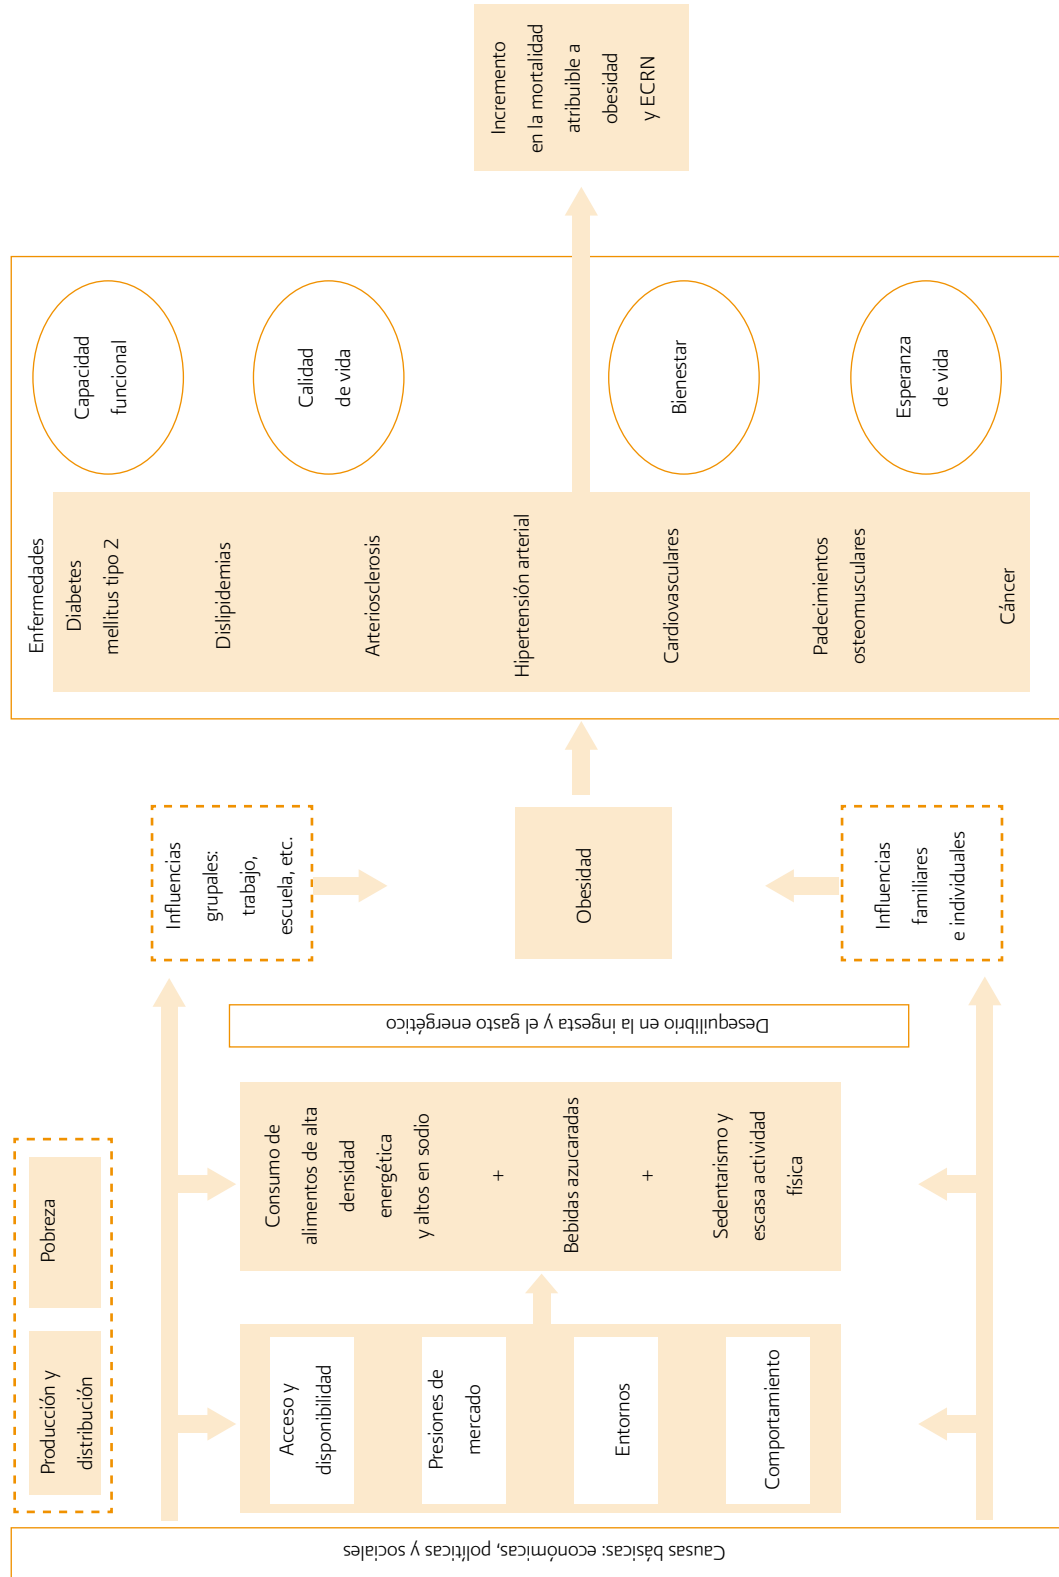 Causas básicas: económicas, políticas y sociales
Producción y
distribución
Pobreza
Acceso y
disponibilidad
Presiones de
mercado
Entornos
Comportamiento
Consumo de
alimentos de alta
densidad
energética
y altos en sodio
+
Bebidas azucaradas
+
Sedentarismo y
escasa actividad
física
Desequilibrio en la ingesta y el gasto energético
Influencias
grupales:
trabajo,
escuela, etc.
Obesidad
Influencias
familiares
e individuales
Enfermedades
Diabetes
mellitus tipo 2
Dislipidemias
Arteriosclerosis
Hipertensión arterial
Cardiovasculares
Padecimientos
osteomusculares
Cáncer
Capacidad
funcional
Calidad
de vida
Bienestar
Esperanza
de vida
Incremento
en la mortalidad
atribuible a
obesidad
y ECRN